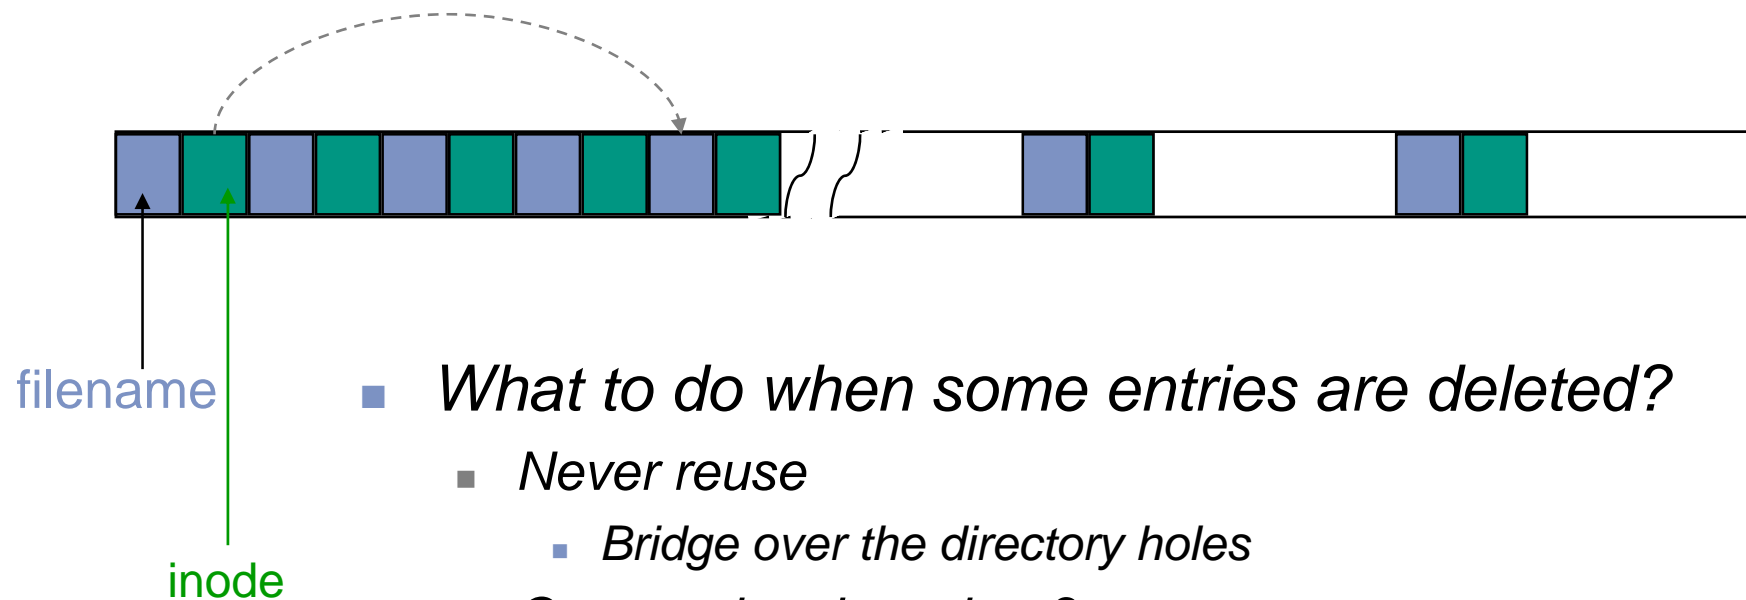 filename
What to do when some entries are deleted?
Never reuse
Bridge over the directory holes
inode